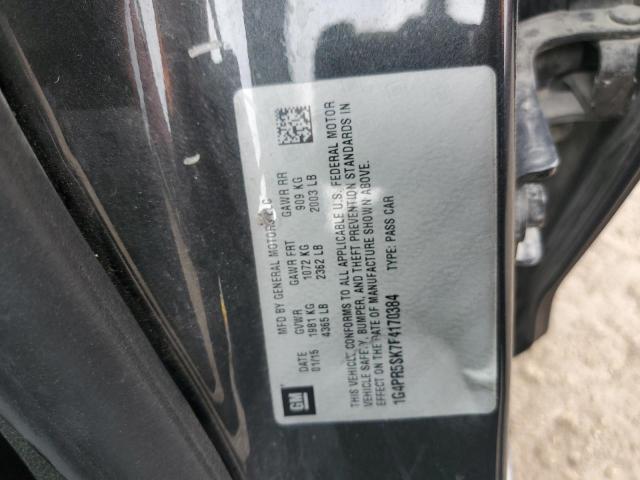 MFD BY GENERAL MOTORS LLC
DATE GVWR GAWR FRT GAWR RR
01/15 1981 KG 1072 KG 909 KG
4365 LB 2362 LB 2003 LB
THIS VEHICLE CONFORMS TO ALL APPLICABLE U.S. FEDERAL MOTOR
VEHICLE SAFETY, BUMPER, AND THEFT PREVENTION STANDARDS IN
EFFECT ON THE DATE OF MANUFACTURE SHOWN ABOVE.
1G4PR5SK7F4170384 TYPE: PASS CAR
GM